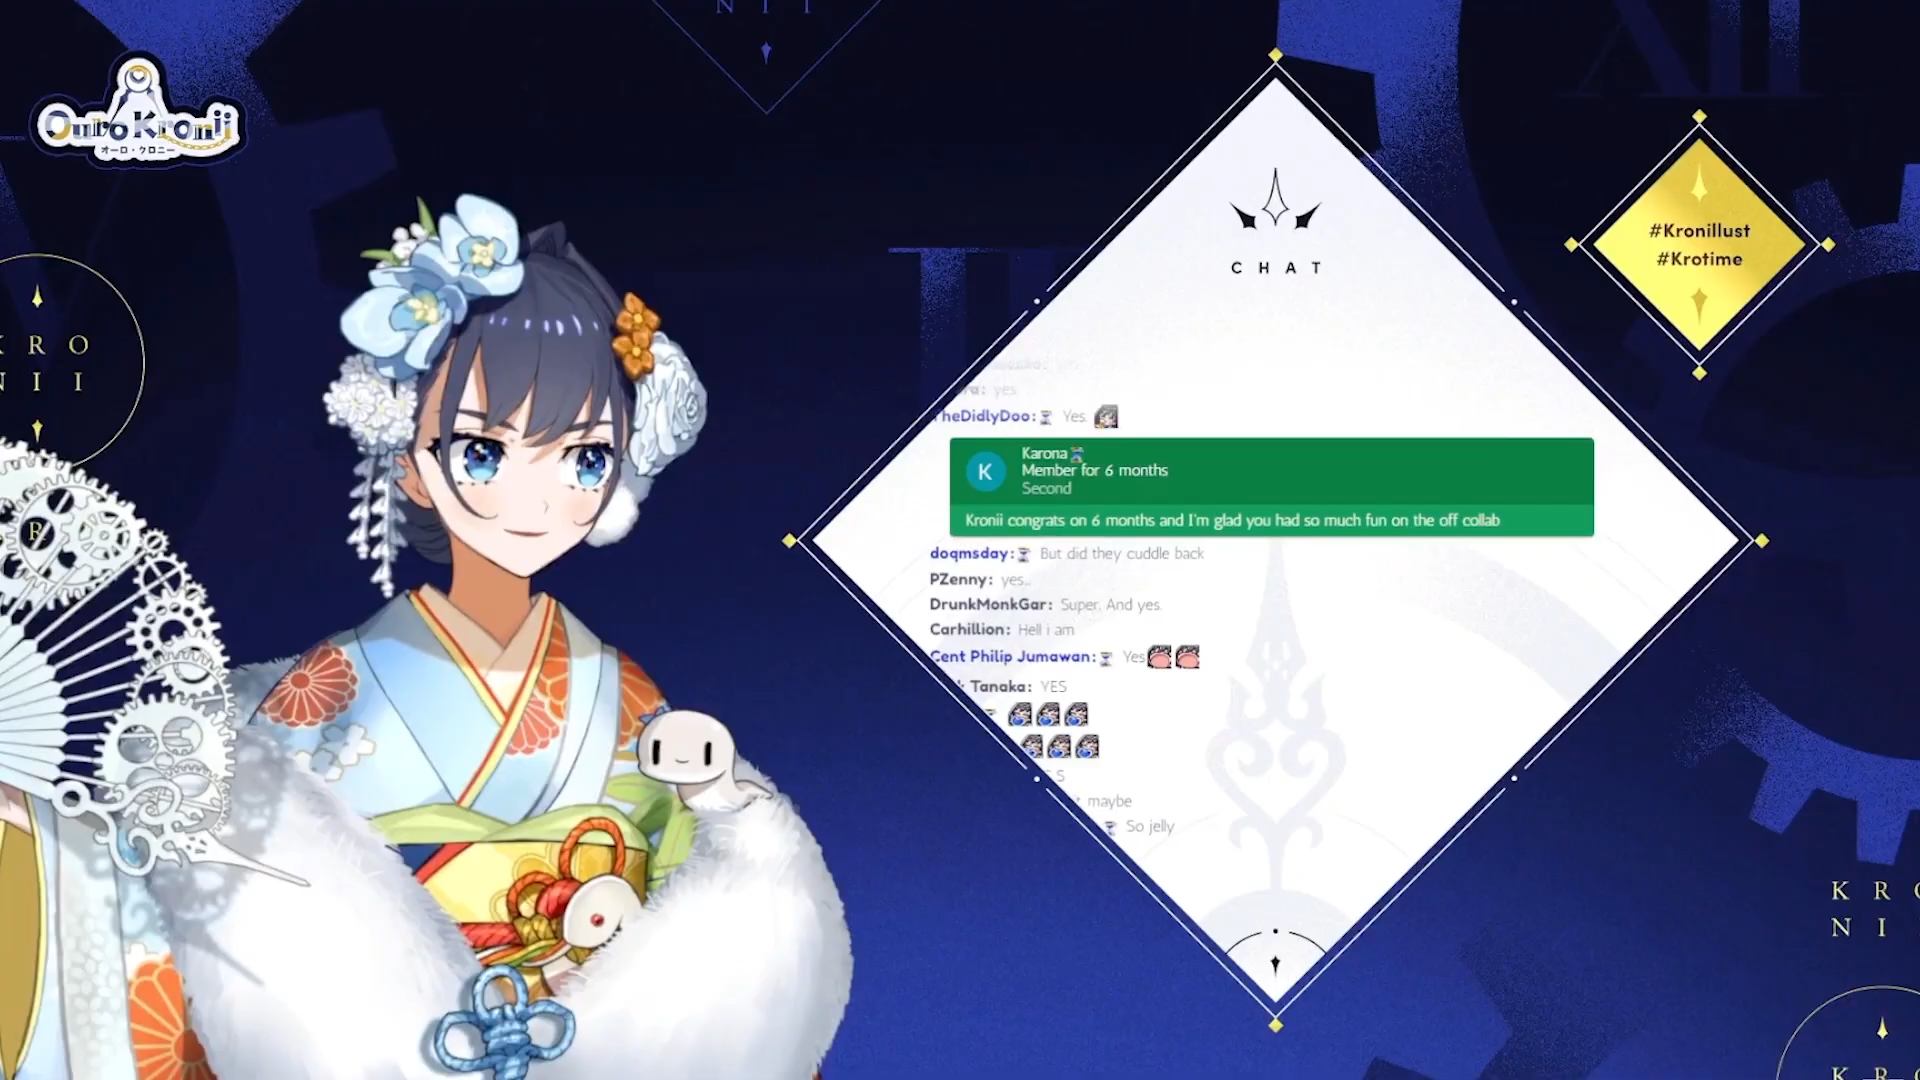 N I I
Ouro Kronii
オーロ・クロニー
K R O
N I I
R
C H A T
#Kronillust
#Krotime
yes
TheDidlyDoo: Yes
K
Karona
Member for 6 months
Second
Kronii congrats on 6 months and I'm glad you had so much fun on the off collab
doqmsday: But did they cuddle back
PZenny: yes..
DrunkMonkGar: Super. And yes.
Carhillion: Hell i am
Cent Philip Jumawan: Yes
Tanaka: YES
maybe
So jelly
K R O
N I
K R O